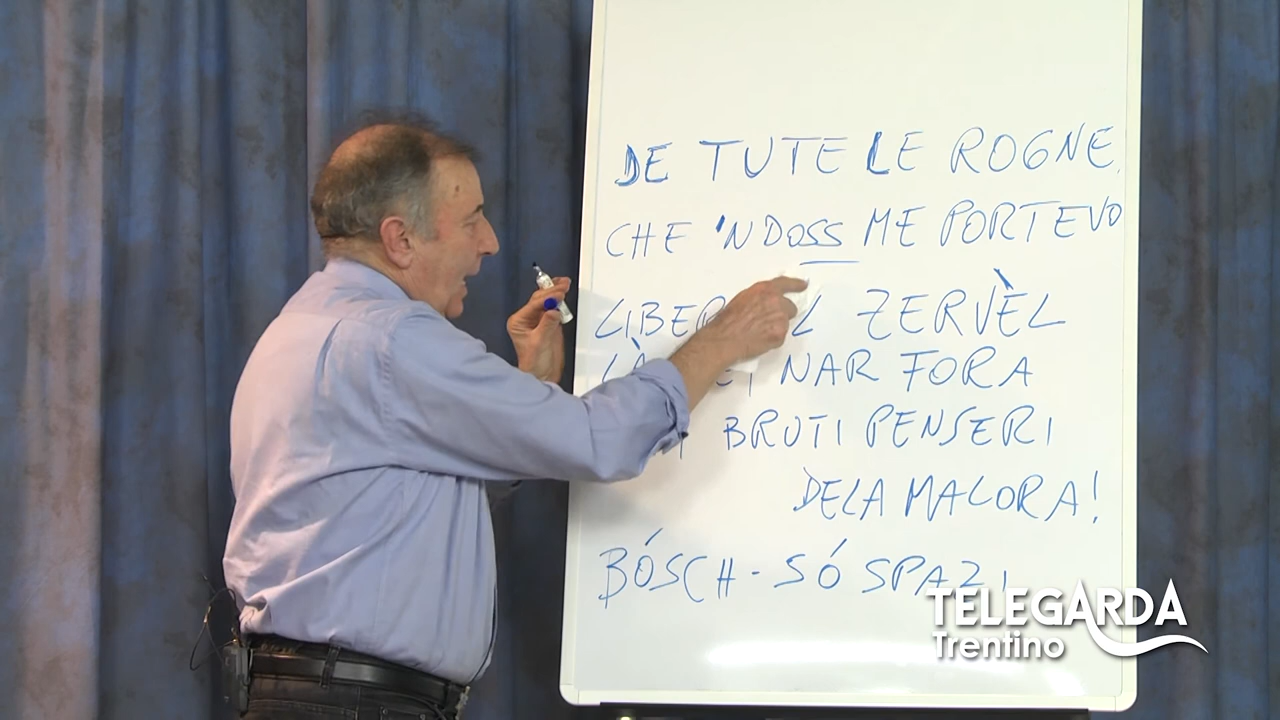 DE TUTE LE ROGNE
CHE 'NDOSS ME PORTEVO
ZERVÈL
NAR FORA
BRUTI PENSERI
DELA MALORA!
BÓSCH - SÓ SPAZI
TELEGARDA
Trentino